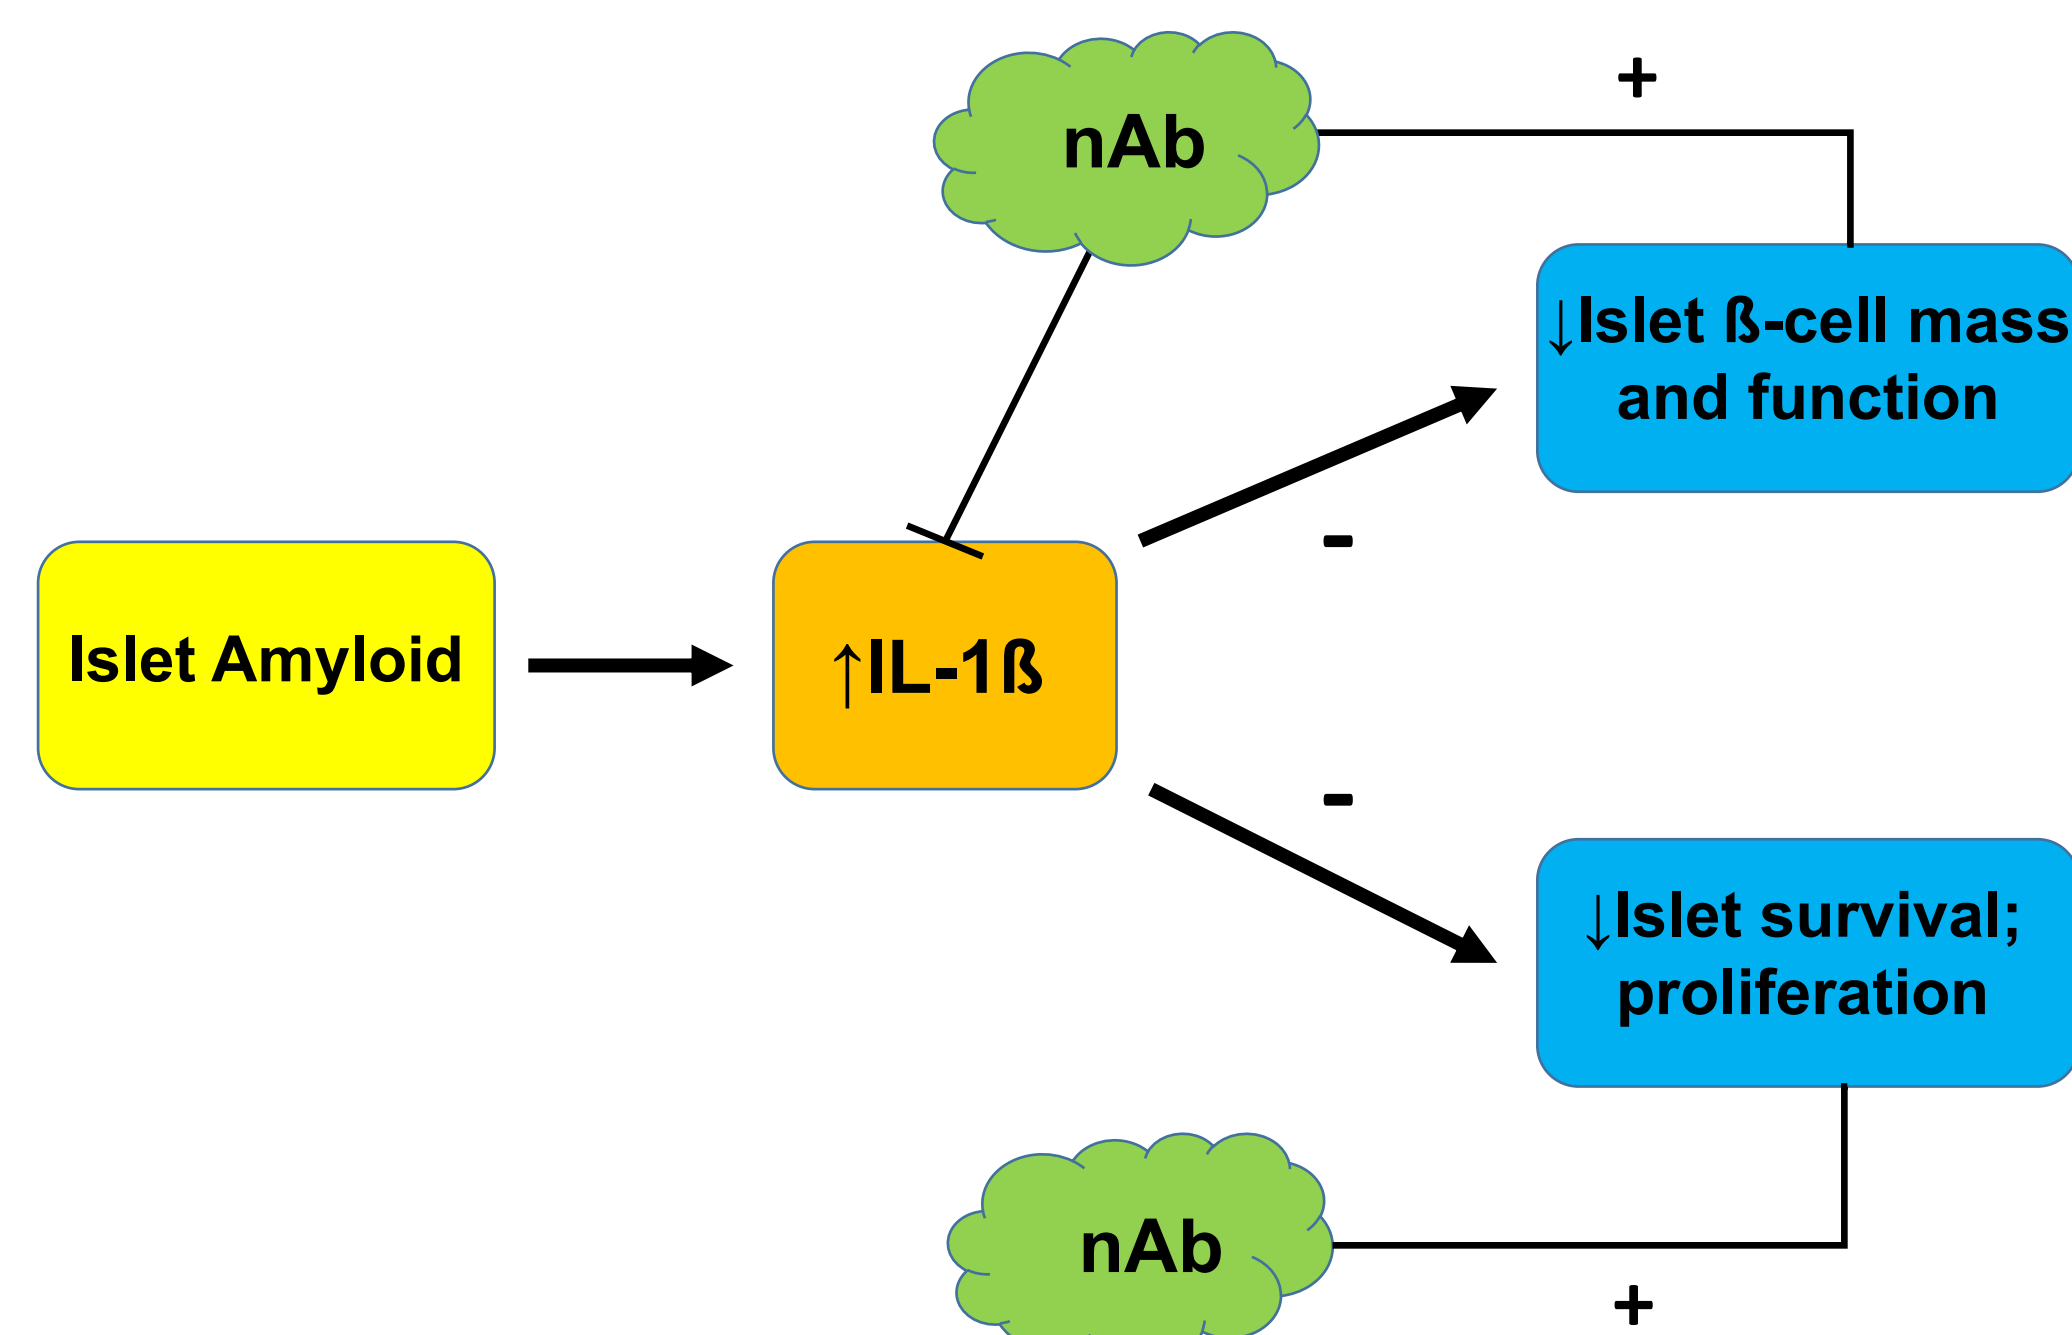 nAb
+
↓Islet ß-cell mass
and function
-
Islet Amyloid
↑IL-1ß
-
↓Islet survival;
proliferation
nAb
+